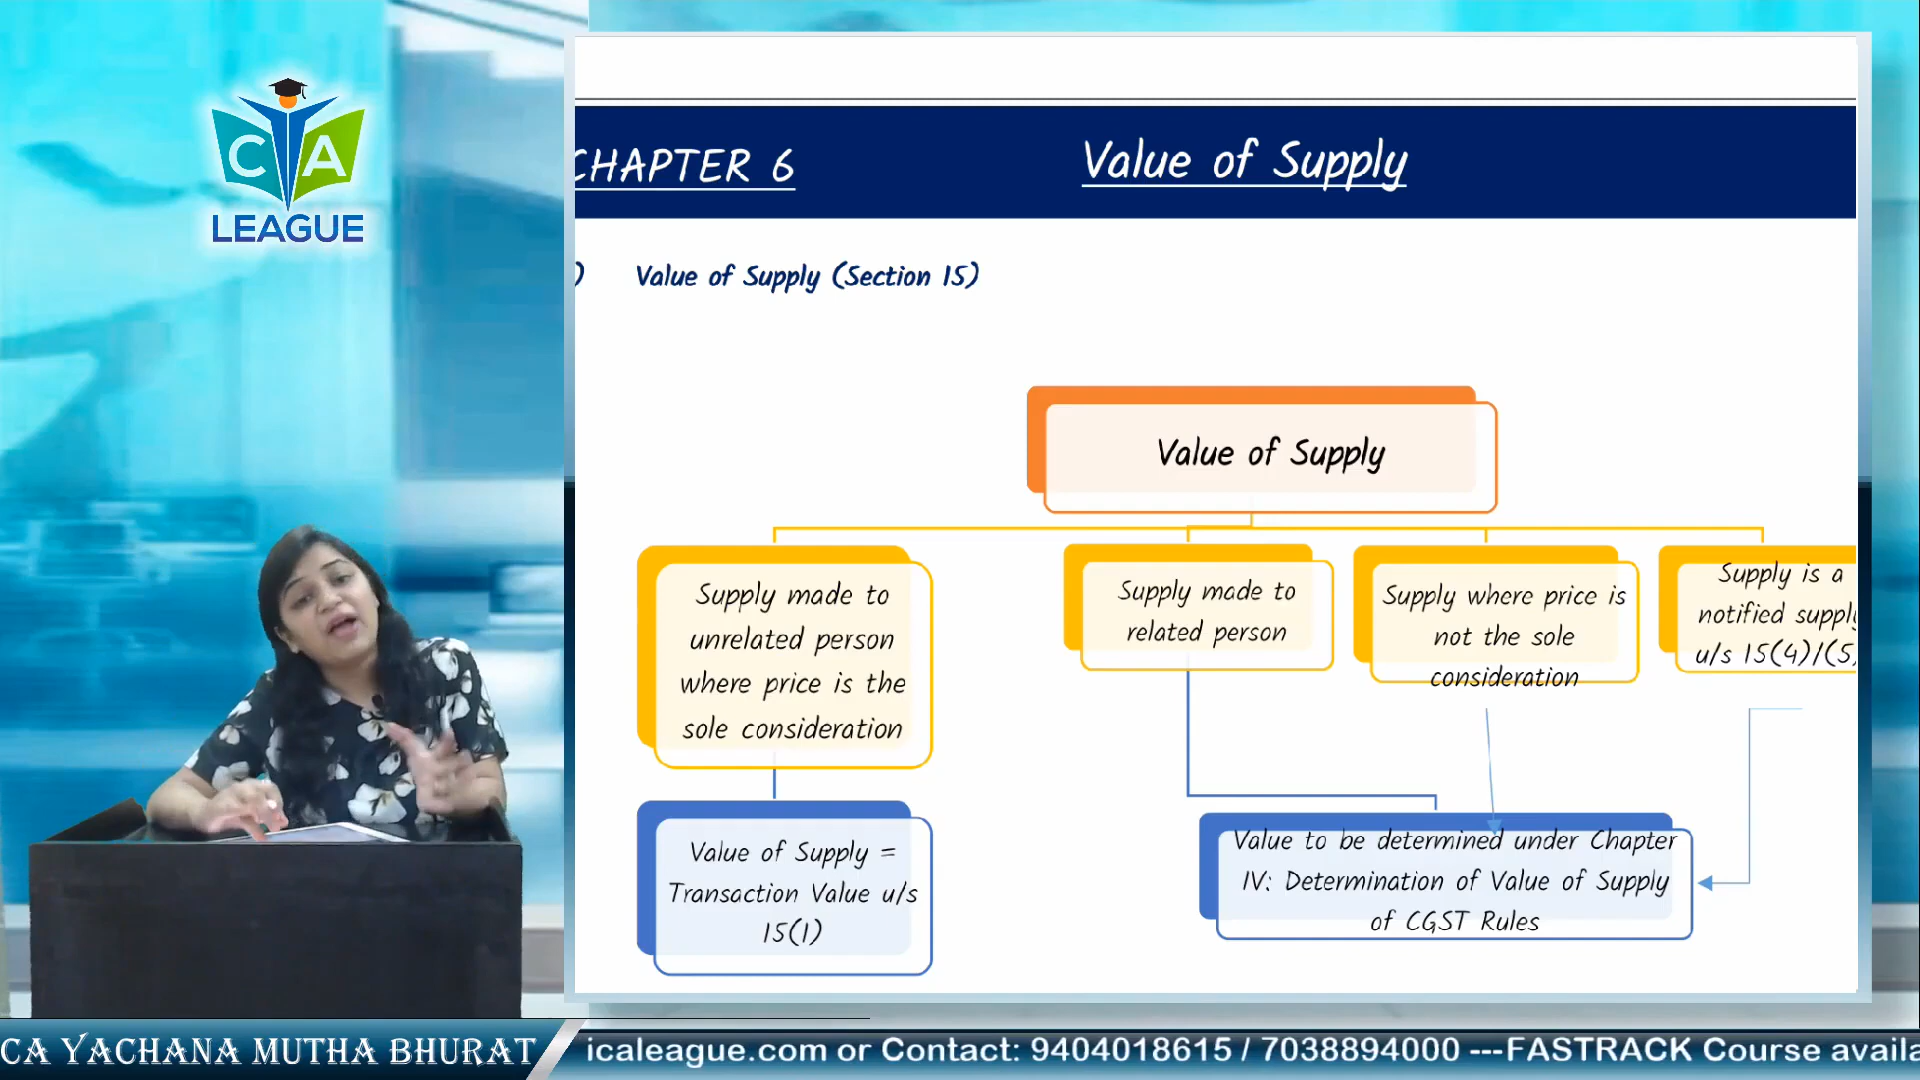 CA
LEAGUE
CHAPTER 6
Value of Supply
) Value of Supply (Section 15)
Value of Supply
Supply made to
unrelated person
where price is the
sole consideration
Supply made to
related person
Supply where price is
not the sole
consideration
Supply is a
notified supply
u/s 15(4)/(5)
Value of Supply =
Transaction Value u/s
15(1)
Value to be determined under Chapter
IV: Determination of Value of Supply
of CGST Rules
CA YACHANA MUTHA BHURAT
icaleague.com or Contact: 9404018615 / 7038894000 ---FASTRACK Course availa